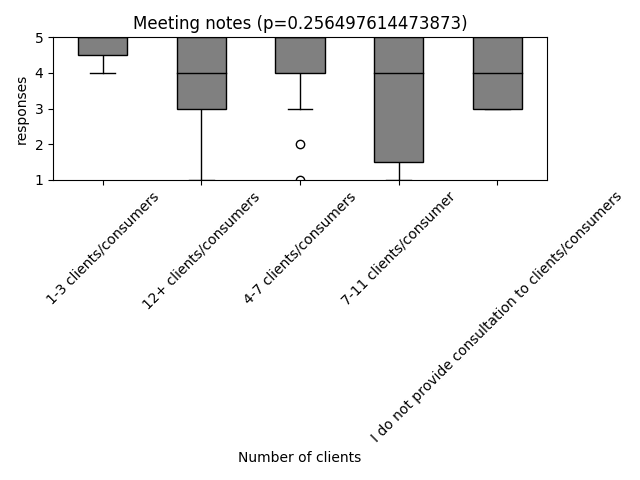 Meeting notes (p=0.256497614473873)
responses
5
4
3
2
1
1-3 clients/consumers
12+ clients/consumers
4-7 clients/consumers
7-11 clients/consumer
I do not provide consultation to clients/consumers
Number of clients